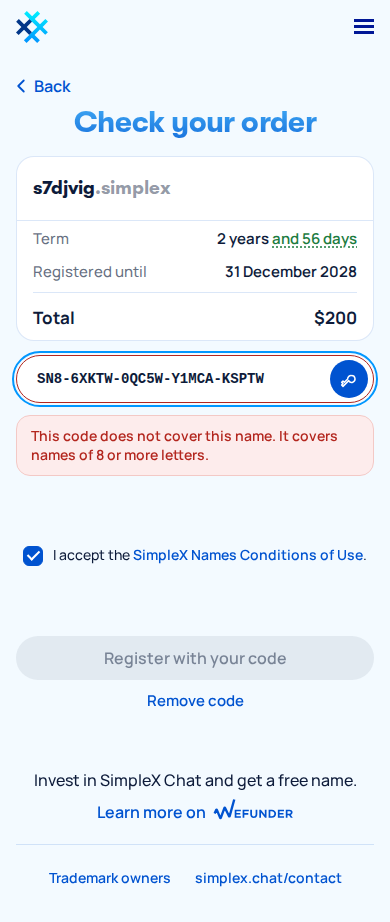 Back
Check your order
s7djvig.simplex
Term 2 years and 56 days
Registered until 31 December 2028
Total $200
SN8-6XKTW-0QC5W-Y1MCA-KSPTW
This code does not cover this name. It covers
names of 8 or more letters.
I accept the SimpleX Names Conditions of Use.
Register with your code
Remove code
Invest in SimpleX Chat and get a free name.
Learn more on WEFUNDER
Trademark owners simplex.chat/contact